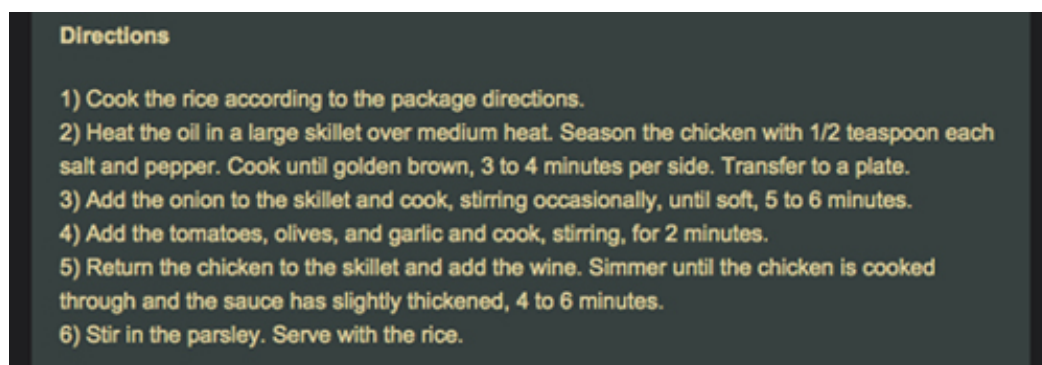 Directions
1) Cook the rice according to the package directions.
2) Heat the oil in a large skillet over medium heat. Season the chicken with 1/2 teaspoon each
salt and pepper. Cook until golden brown, 3 to 4 minutes per side. Transfer to a plate.
3) Add the onion to the skillet and cook, stirring occasionally, until soft, 5 to 6 minutes.
4) Add the tomatoes, olives, and garlic and cook, stirring, for 2 minutes.
5) Return the chicken to the skillet and add the wine. Simmer until the chicken is cooked
through and the sauce has slightly thickened, 4 to 6 minutes.
6) Stir in the parsley. Serve with the rice.